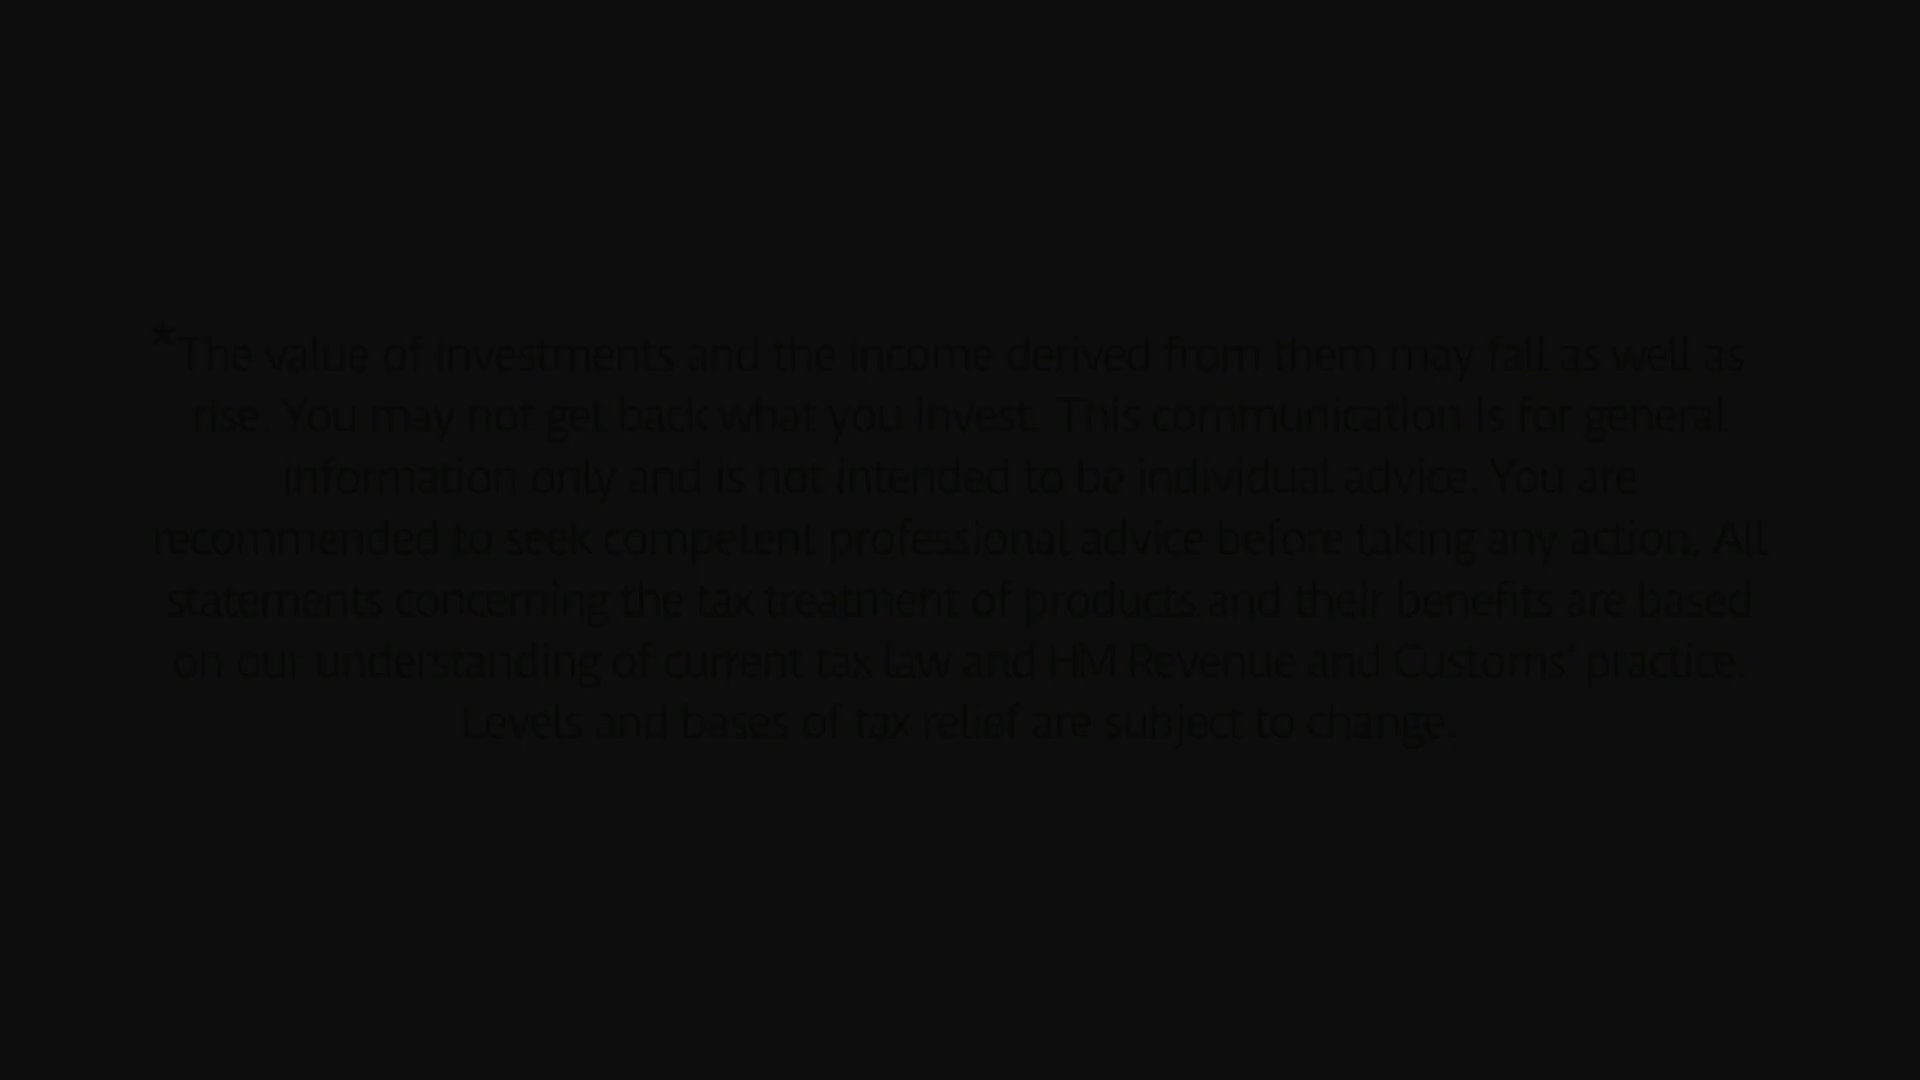 *The value of investments and the income derived from them may fall as well as
rise. You may not get back what you invest. This communication is for general
information only and is not intended to be individual advice. You are
recommended to seek competent professional advice before taking any action. All
statements concerning the tax treatment of products and their benefits are based
on our understanding of current tax law and HM Revenue and Customs' practice.
Levels and bases of tax relief are subject to change.